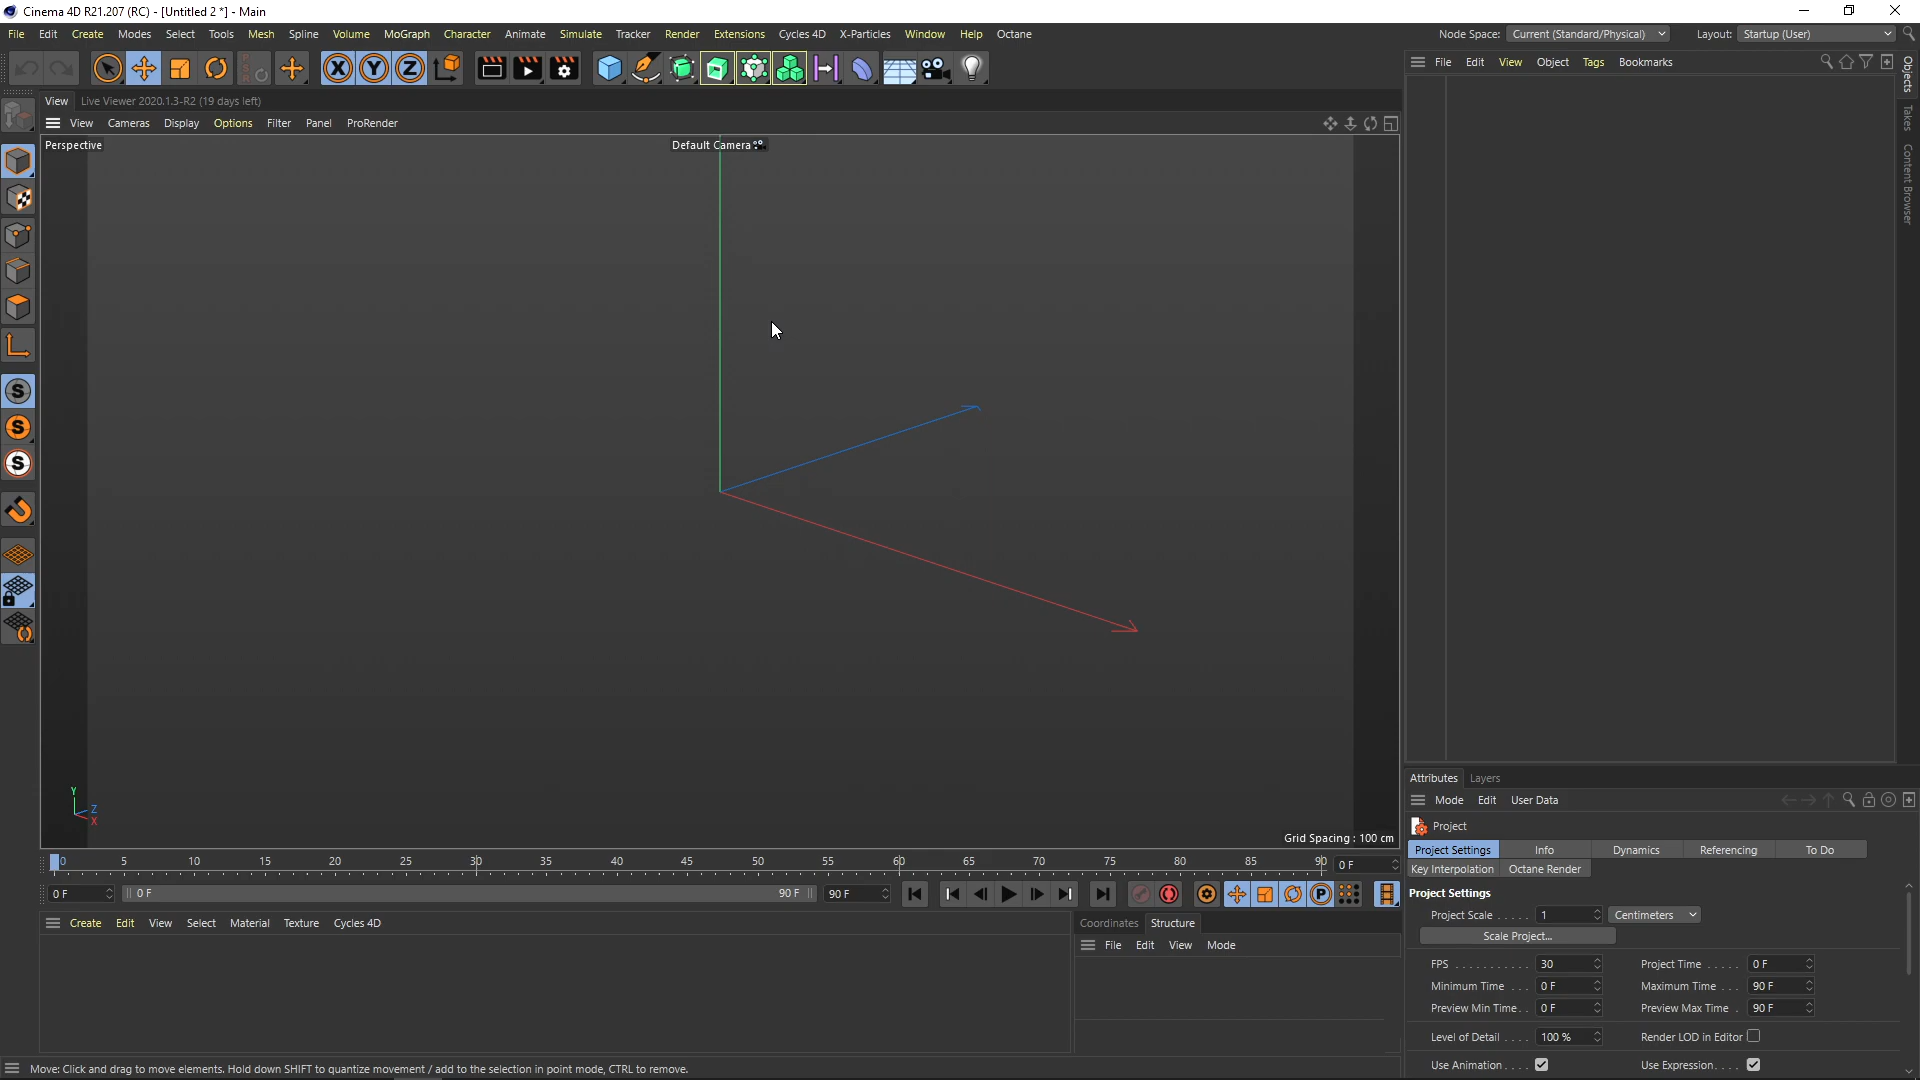 Cinema 4D R21.207 (RC) - [Untitled 2 *] - Main
File Edit Create Modes Select Tools Mesh Spline Volume MoGraph Character Animate Simulate Tracker Render Extensions Cycles 4D X-Particles Window Help Octane Node Space: Current (Standard/Physical) Layout: Startup (User)
X Y Z
File Edit View Object Tags Bookmarks
Objects
Takes
Content Browser
View Live Viewer 2020.1.3-R2 (19 days left)
View Cameras Display Options Filter Panel ProRender
Perspective Default Camera
S
S
S
Y
Z
X
Grid Spacing : 100 cm
0 5 10 15 20 25 30 35 40 45 50 55 60 65 70 75 80 85 90 0 F
0 F 0 F 90 F 90 F P
Create Edit View Select Material Texture Cycles 4D
Coordinates Structure
File Edit View Mode
Attributes Layers
Mode Edit User Data
Project
Project Settings Info Dynamics Referencing To Do
Key Interpolation Octane Render
Project Settings
Project Scale . . . . . 1 Centimeters
Scale Project...
FPS . . . . . . . . . . . 30 Project Time . . . . . 0 F
Minimum Time . . . 0 F Maximum Time . . . 90 F
Preview Min Time. . 0 F Preview Max Time . 90 F
Level of Detail . . . . 100 % Render LOD in Editor
Use Animation. . . . Use Expression. . . .
Move: Click and drag to move elements. Hold down SHIFT to quantize movement / add to the selection in point mode, CTRL to remove.